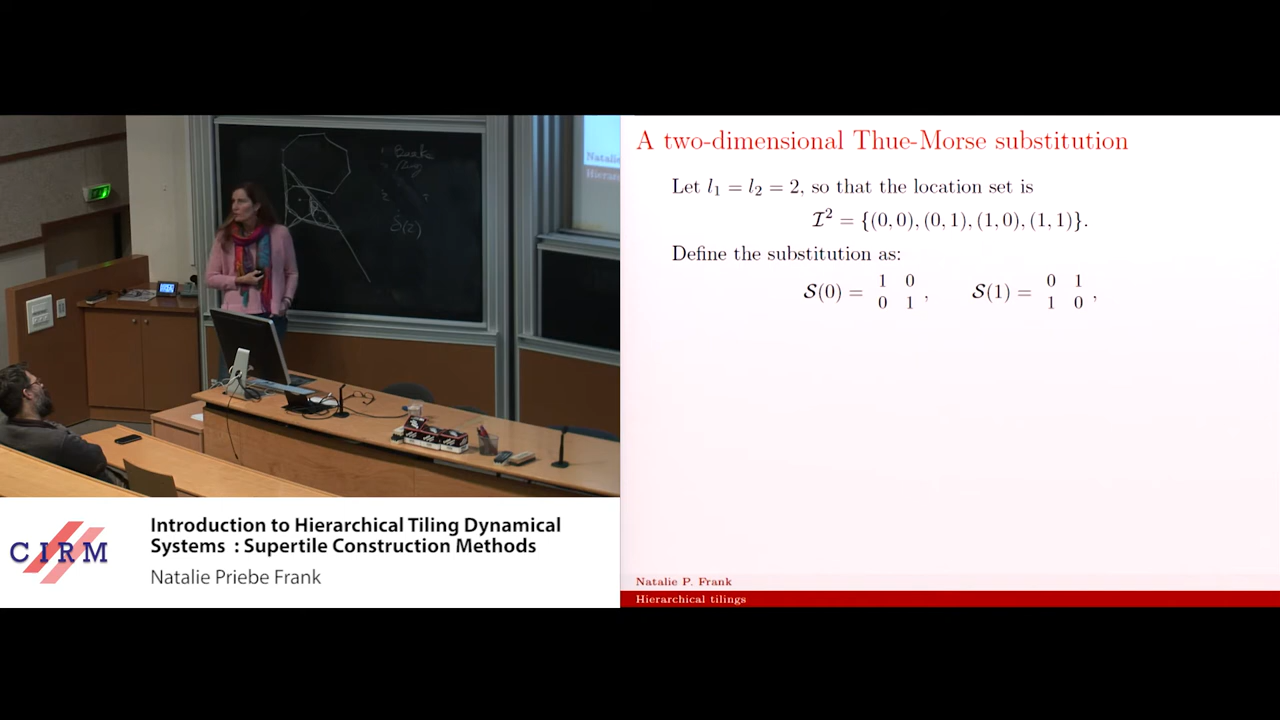 A two-dimensional Thue-Morse substitution
Let l₁ = l₂ = 2, so that the location set is
𝓘² = {(0, 0), (0, 1), (1, 0), (1, 1)}.
Define the substitution as:
1 0 0 1
𝓢(0) = , 𝓢(1) = ,
0 1 1 0
Introduction to Hierarchical Tiling Dynamical
Systems : Supertile Construction Methods
CIRM
Natalie Priebe Frank
Natalie P. Frank
Hierarchical tilings